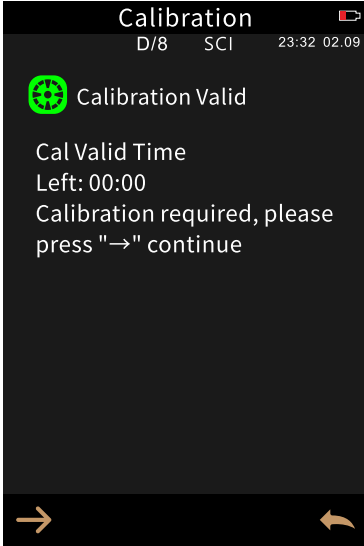 Calibration
D/8 SCI 23:32 02.09
Calibration Valid
Cal Valid Time
Left: 00:00
Calibration required, please
press "→" continue